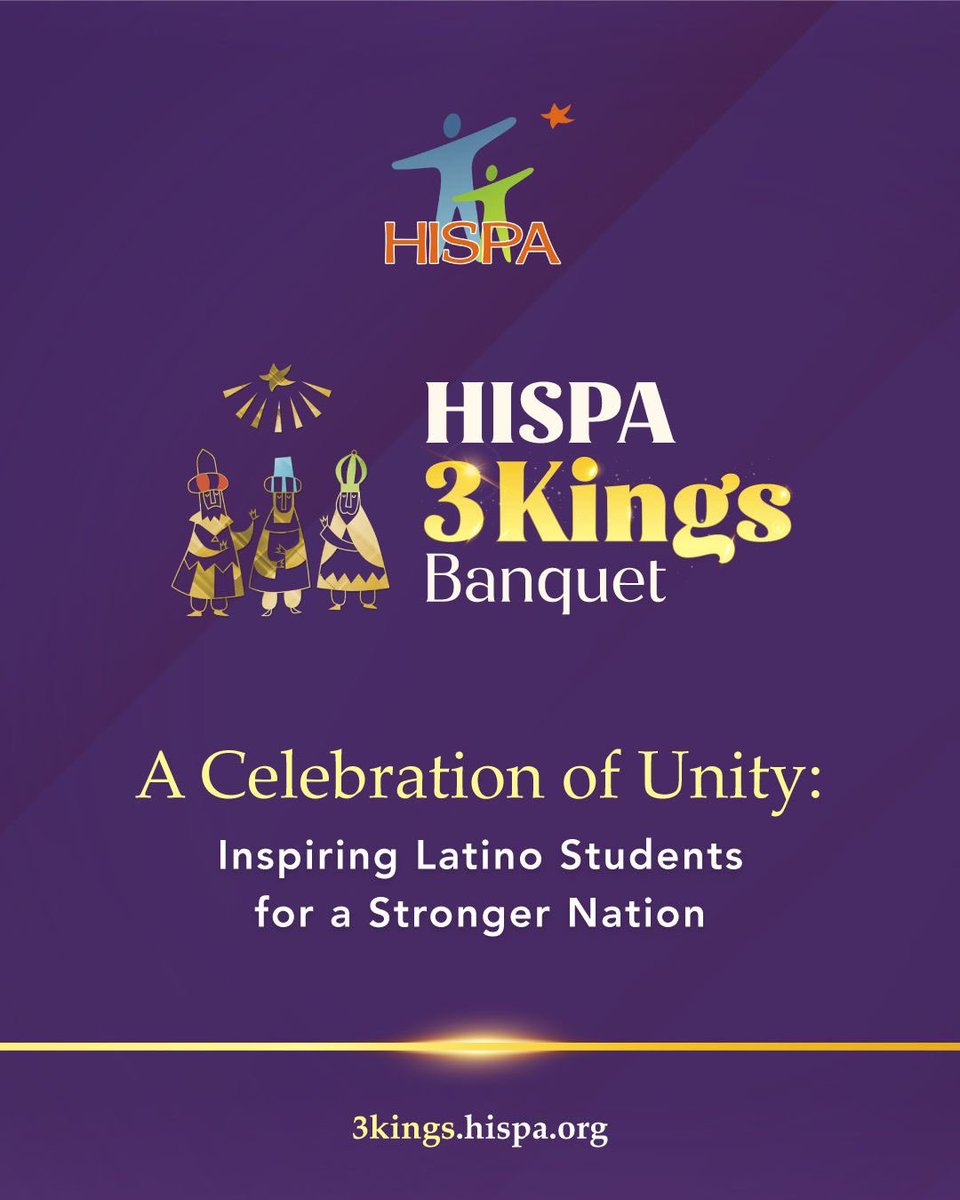 HISPA
HISPA
3Kings
Banquet
A Celebration of Unity:
Inspiring Latino Students
for a Stronger Nation
3kings.hispa.org